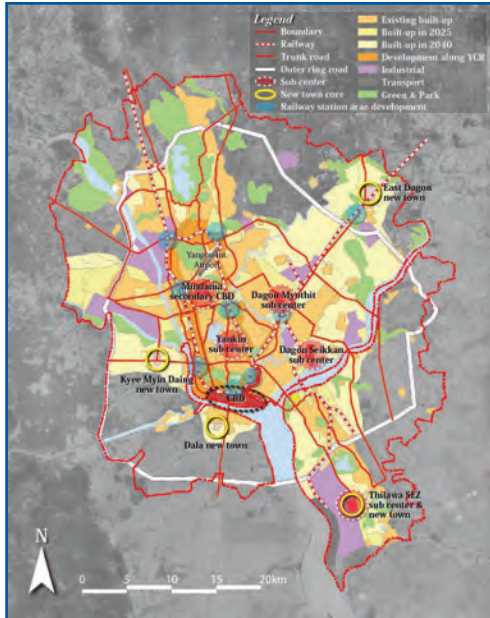 Legend
Boundary
Railway
Trunk road
Outer ring road
Sub center
New town core
Railway station area development
Existing built-up
Built-up in 2025
Built-up in 2040
Development along YCR
Industrial
Transport
Green & Park
East Dagon
new town
Yangon Int.
Airport
Mindama
secondary CBD
Dagon Myothit
sub center
Yankin
sub center
Dagon Seikkan
sub center
Kyee Myin Daing
new town
CBD
Dala new town
Thilawa SEZ
sub center &
new town
N
0 5 10 15 20km